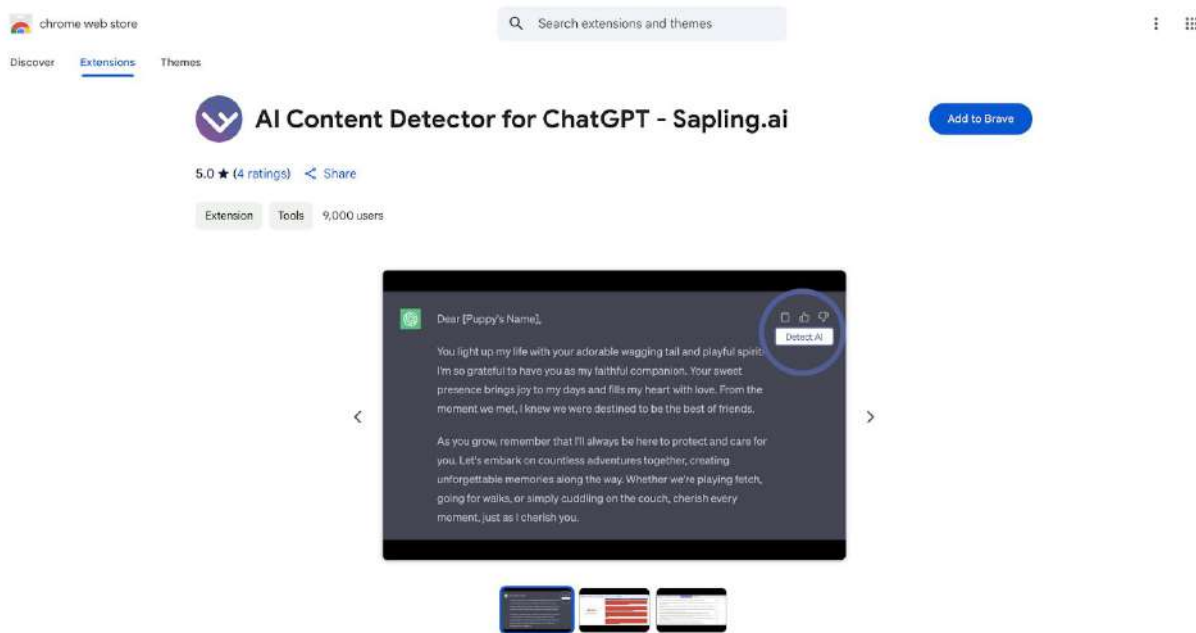 chrome web store
Search extensions and themes
Discover Extensions Themes
AI Content Detector for ChatGPT - Sapling.ai
Add to Brave
5.0 ★ (4 ratings) Share
Extension Tools 9,000 users
Dear [Puppy's Name],
Detect AI
You light up my life with your adorable wagging tail and playful spirit.
I'm so grateful to have you as my faithful companion. Your sweet
presence brings joy to my days and fills my heart with love. From the
moment we met, I knew we were destined to be the best of friends.
As you grow, remember that I'll always be here to protect and care for
you. Let's embark on countless adventures together, creating
unforgettable memories along the way. Whether we're playing fetch,
going for walks, or simply cuddling on the couch, cherish every
moment, just as I cherish you.